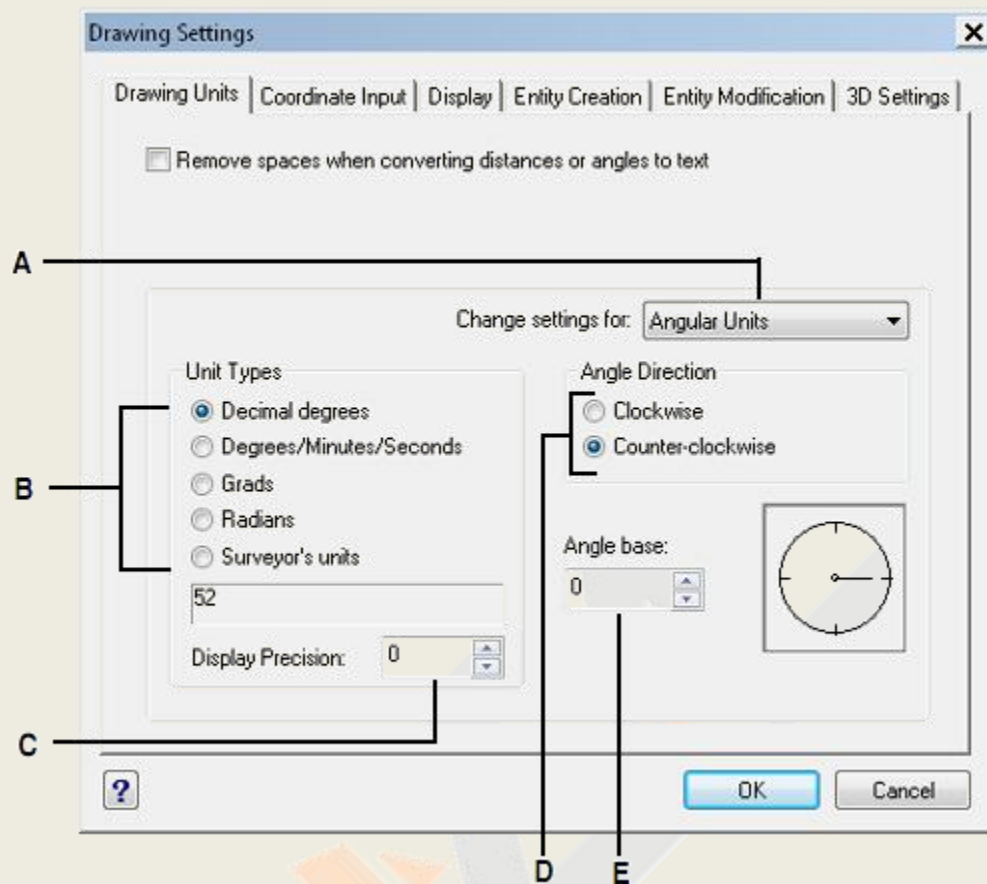 Drawing Settings
Drawing Units Coordinate Input Display Entity Creation Entity Modification 3D Settings
Remove spaces when converting distances or angles to text
A
Change settings for: Angular Units
Unit Types
Angle Direction
Decimal degrees
Clockwise
Degrees/Minutes/Seconds
Counter-clockwise
B
Grads
Radians
Surveyor's units
Angle base:
0
52
Display Precision: 0
C
?
OK Cancel
D E